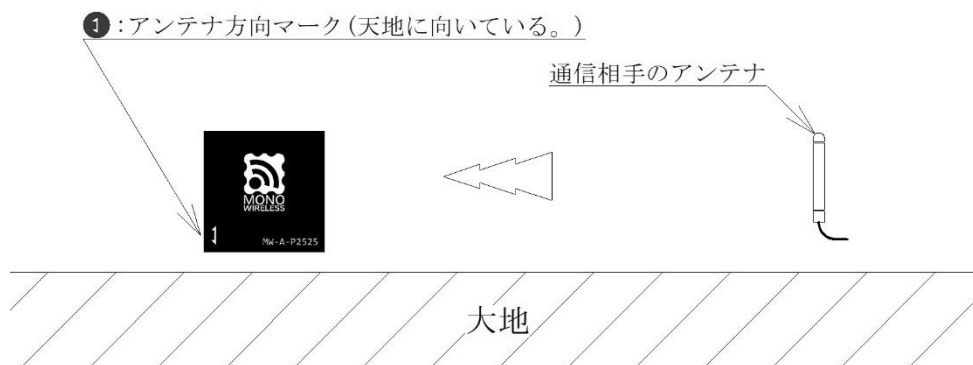 :アンテナ方向マーク(天地に向いている。)
通信相手のアンテナ
MONO
WIRELESS
MW-A-P2525
大地